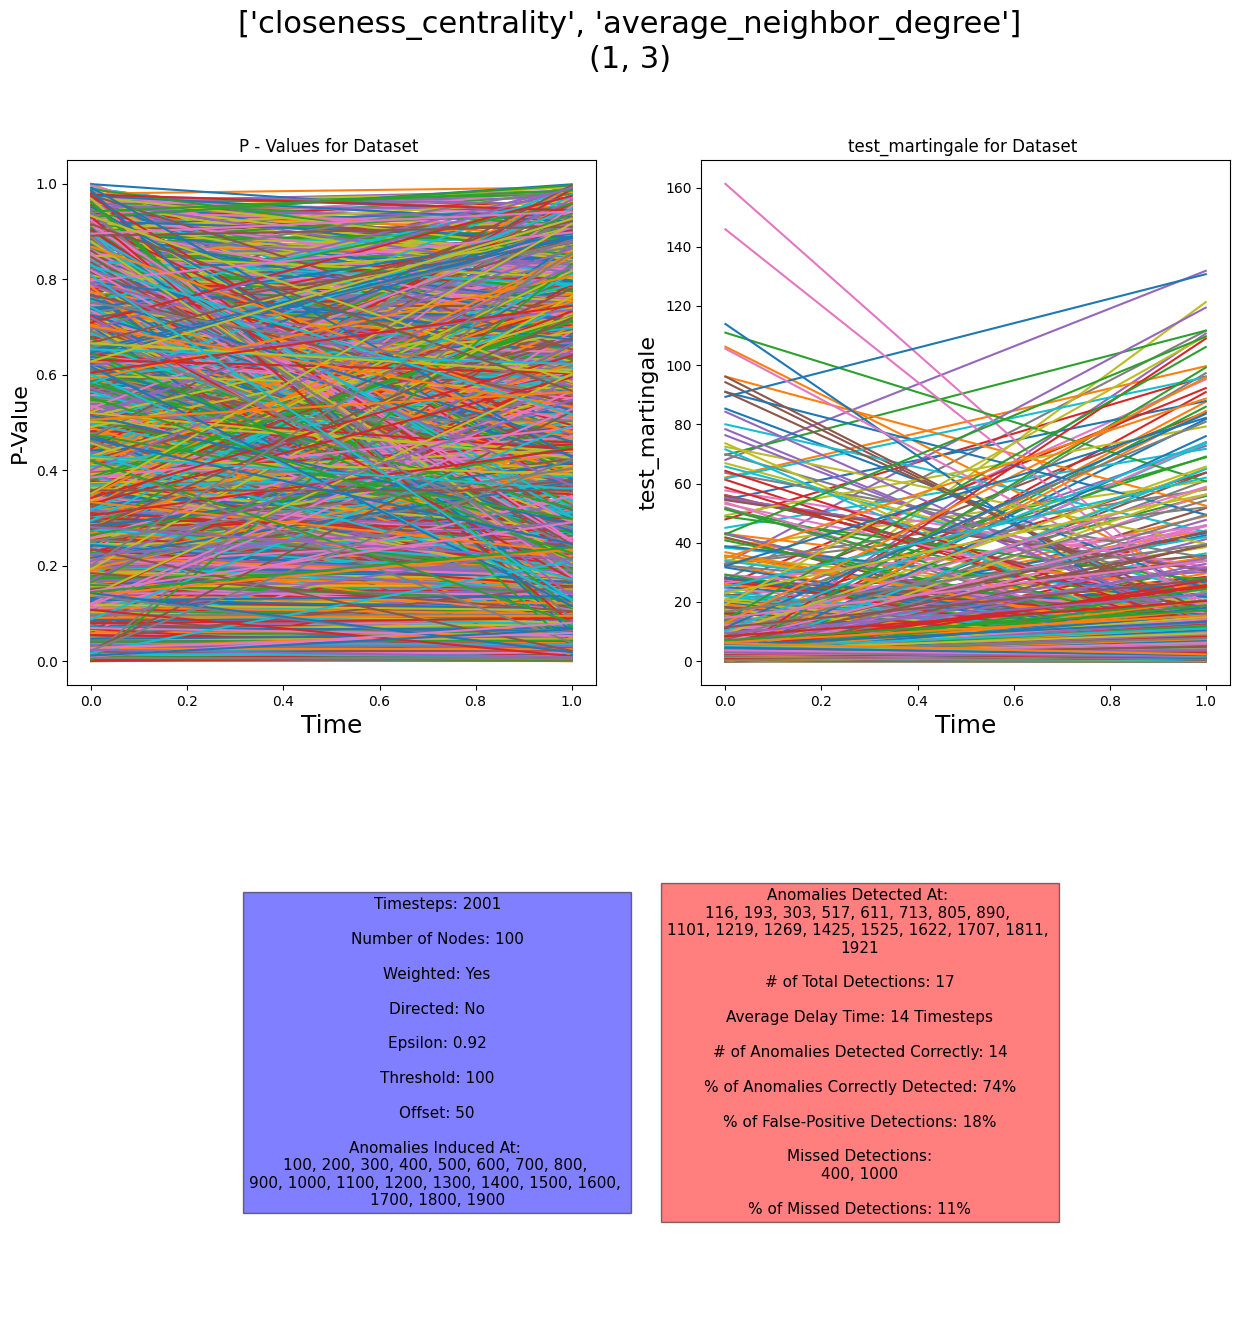 ['closeness_centrality', 'average_neighbor_degree']
(1, 3)
P - Values for Dataset
1.0
0.8
0.6
0.4
0.2
0.0
P-Value
0.0 0.2 0.4 0.6 0.8 1.0
Time
test_martingale for Dataset
160
140
120
100
80
60
40
20
0
test_martingale
0.0 0.2 0.4 0.6 0.8 1.0
Time
Timesteps: 2001
Number of Nodes: 100
Weighted: Yes
Directed: No
Epsilon: 0.92
Threshold: 100
Offset: 50
Anomalies Induced At:
100, 200, 300, 400, 500, 600, 700, 800,
900, 1000, 1100, 1200, 1300, 1400, 1500, 1600,
1700, 1800, 1900
Anomalies Detected At:
116, 193, 303, 517, 611, 713, 805, 890,
1101, 1219, 1269, 1425, 1525, 1622, 1707, 1811,
1921
# of Total Detections: 17
Average Delay Time: 14 Timesteps
# of Anomalies Detected Correctly: 14
% of Anomalies Correctly Detected: 74%
% of False-Positive Detections: 18%
Missed Detections:
400, 1000
% of Missed Detections: 11%